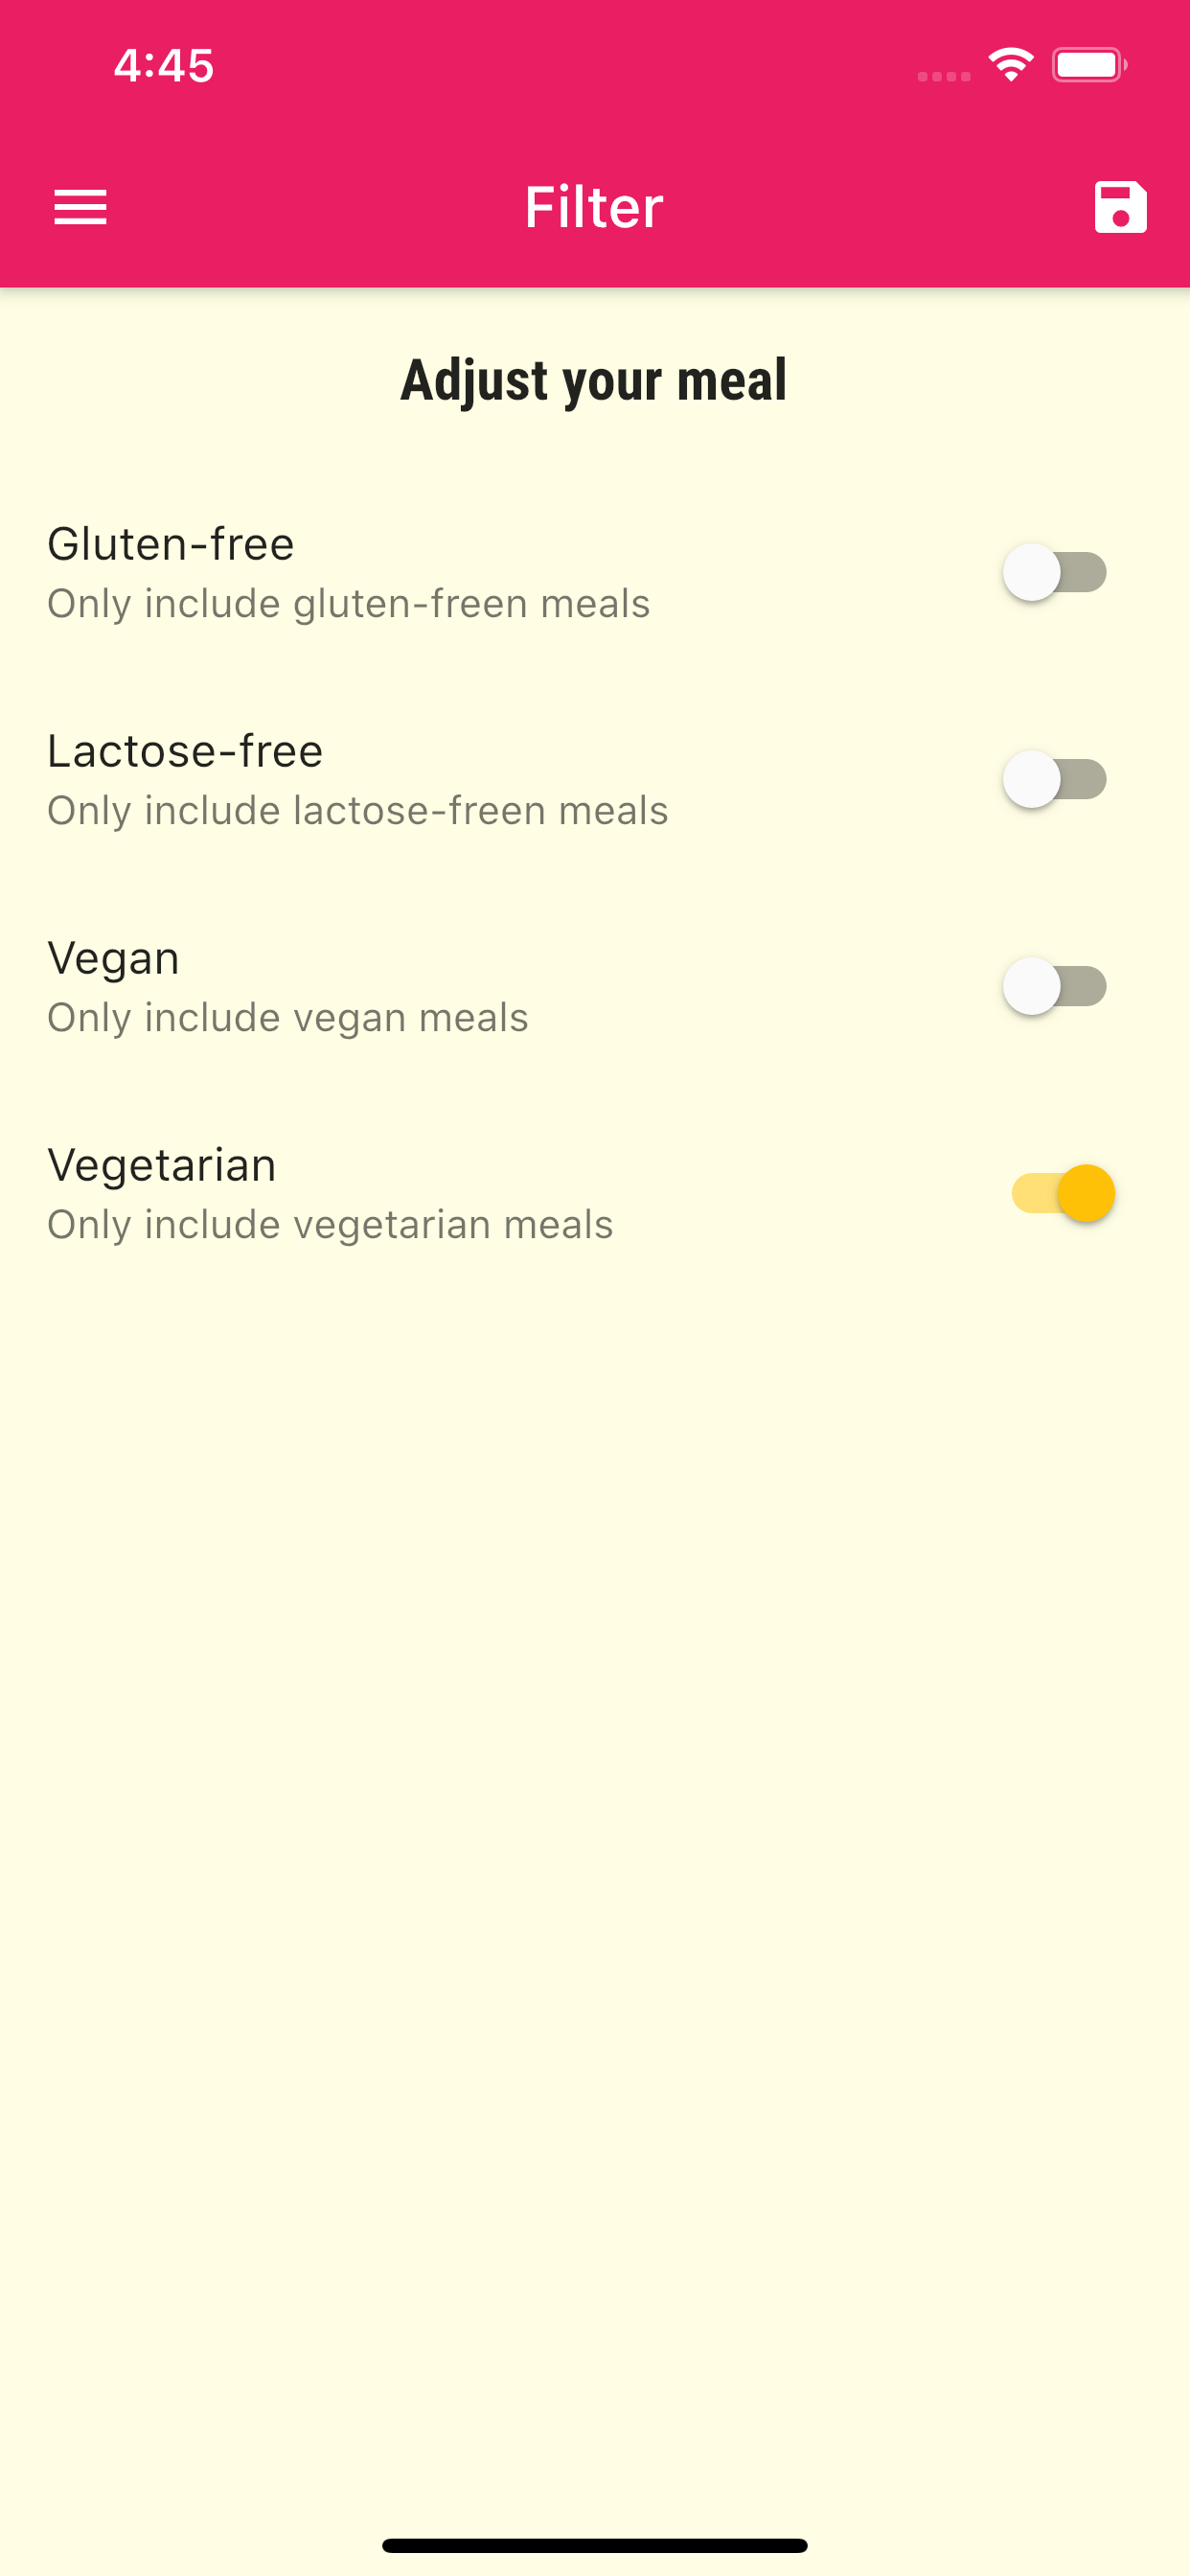 4:45
Filter
Adjust your meal
Gluten-free
Only include gluten-freen meals
Lactose-free
Only include lactose-freen meals
Vegan
Only include vegan meals
Vegetarian
Only include vegetarian meals